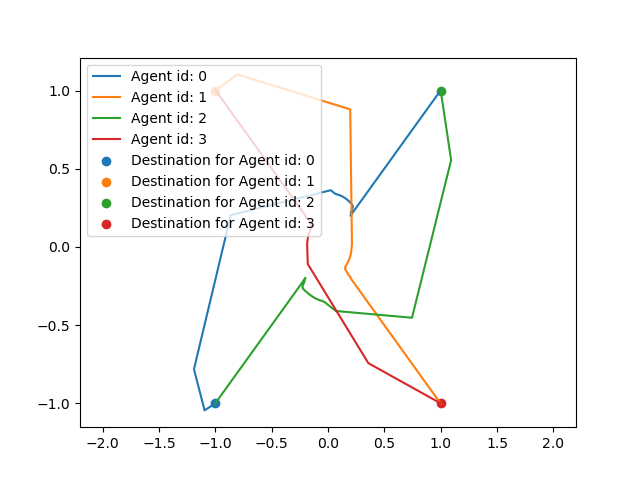 Agent id: 0
Agent id: 1
Agent id: 2
Agent id: 3
Destination for Agent id: 0
Destination for Agent id: 1
Destination for Agent id: 2
Destination for Agent id: 3
1.0
0.5
0.0
−0.5
−1.0
−2.0 −1.5 −1.0 −0.5 0.0 0.5 1.0 1.5 2.0